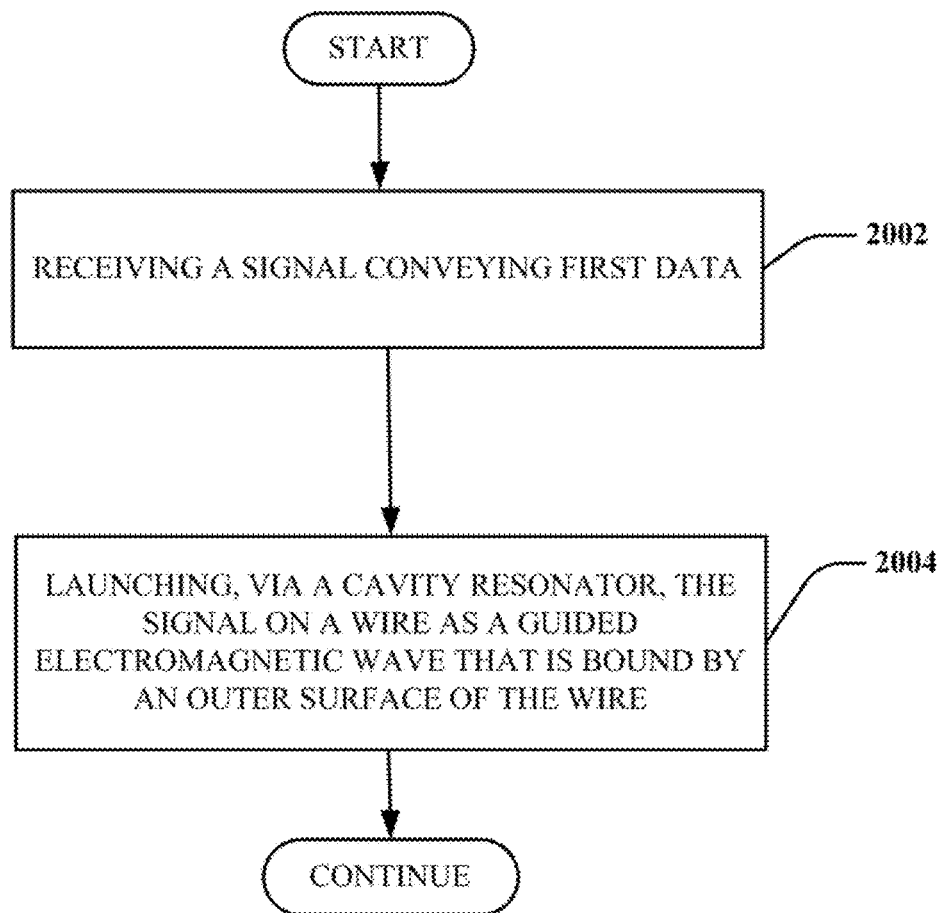 START
RECEIVING A SIGNAL CONVEYING FIRST DATA
2002
LAUNCHING, VIA A CAVITY RESONATOR, THE
SIGNAL ON A WIRE AS A GUIDED
ELECTROMAGNETIC WAVE THAT IS BOUND BY
AN OUTER SURFACE OF THE WIRE
2004
CONTINUE